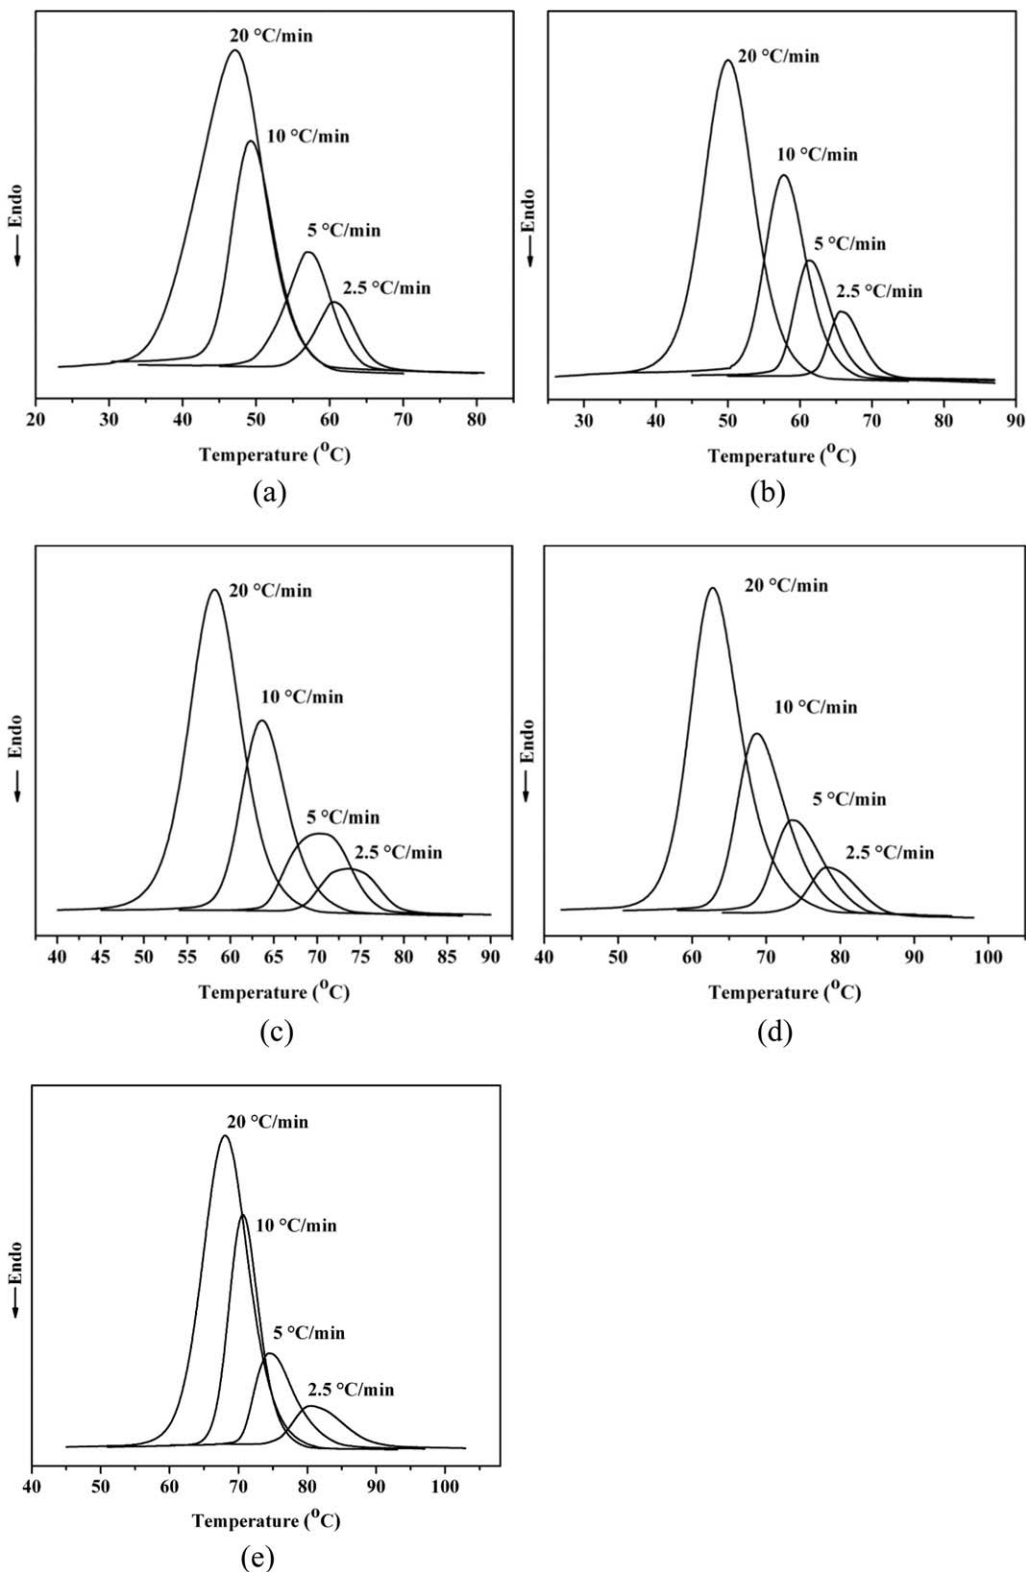 20 °C/min
10 °C/min
5 °C/min
2.5 °C/min
Endo
20 30 40 50 60 70 80
Temperature (°C)
(a)
20 °C/min
10 °C/min
5 °C/min
2.5 °C/min
Endo
30 40 50 60 70 80 90
Temperature (°C)
(b)
20 °C/min
10 °C/min
5 °C/min
2.5 °C/min
Endo
40 45 50 55 60 65 70 75 80 85 90
Temperature (°C)
(c)
20 °C/min
10 °C/min
5 °C/min
2.5 °C/min
Endo
40 50 60 70 80 90 100
Temperature (°C)
(d)
20 °C/min
10 °C/min
5 °C/min
2.5 °C/min
Endo
40 50 60 70 80 90 100
Temperature (°C)
(e)